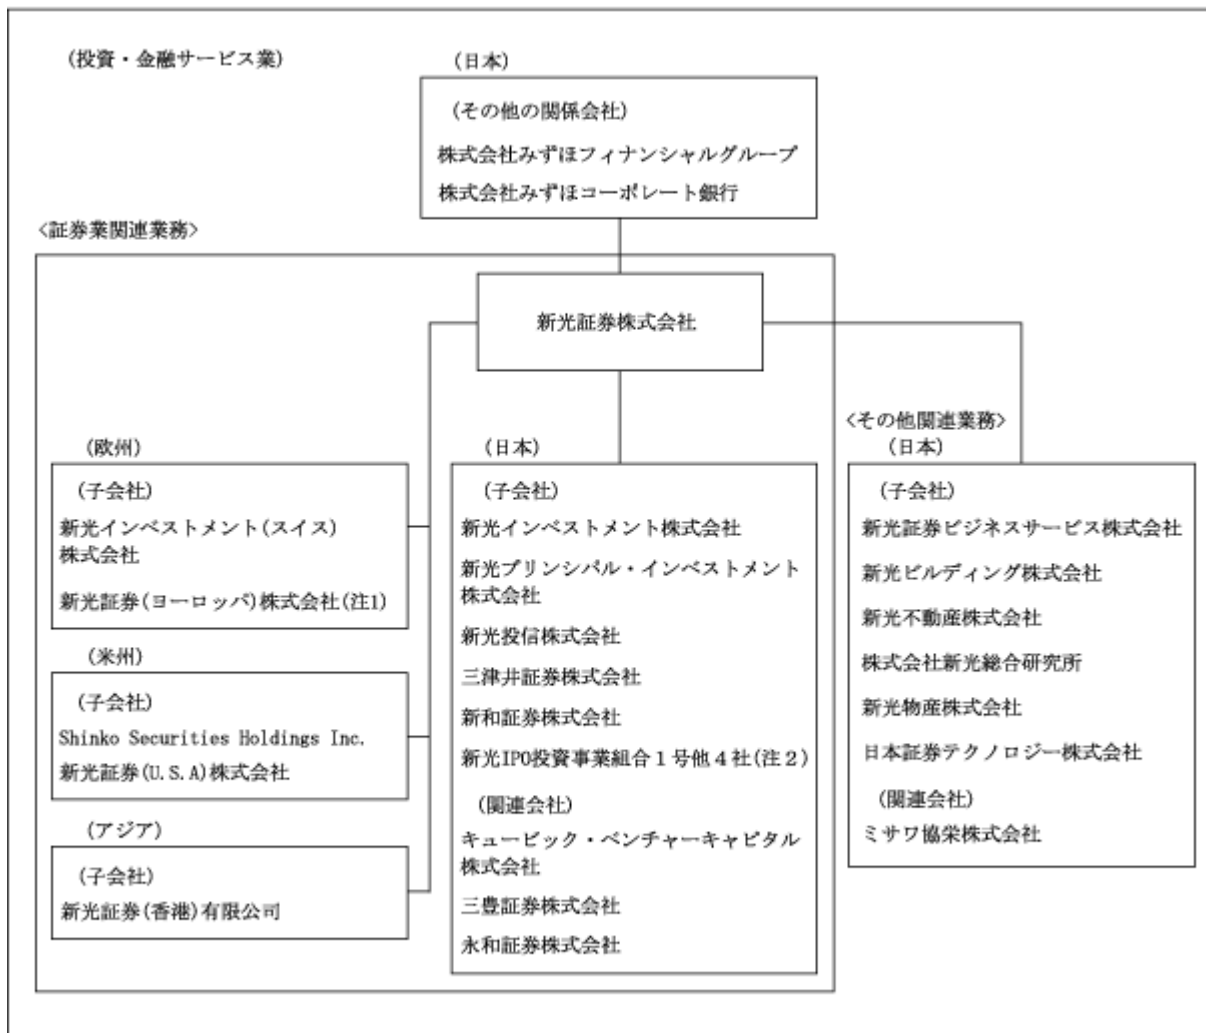 (投資・金融サービス業)
(日本)
(その他の関係会社)
株式会社みずほフィナンシャルグループ
株式会社みずほコーポレート銀行
<証券業関連業務>
新光証券株式会社
(欧州)
(子会社)
新光インベストメント(スイス)
株式会社
新光証券(ヨーロッパ)株式会社(注1)
(米州)
(子会社)
Shinko Securities Holdings Inc.
新光証券(U.S.A)株式会社
(アジア)
(子会社)
新光証券(香港)有限公司
(日本)
(子会社)
新光インベストメント株式会社
新光プリンシパル・インベストメント
株式会社
新光投信株式会社
三津井証券株式会社
新和証券株式会社
新光IPO投資事業組合1号他4社(注2)
(関連会社)
キュービック・ベンチャーキャピタル
株式会社
三豊証券株式会社
永和証券株式会社
<その他関連業務>
(日本)
(子会社)
新光証券ビジネスサービス株式会社
新光ビルディング株式会社
新光不動産株式会社
株式会社新光総合研究所
新光物産株式会社
日本証券テクノロジー株式会社
(関連会社)
ミサワ協栄株式会社